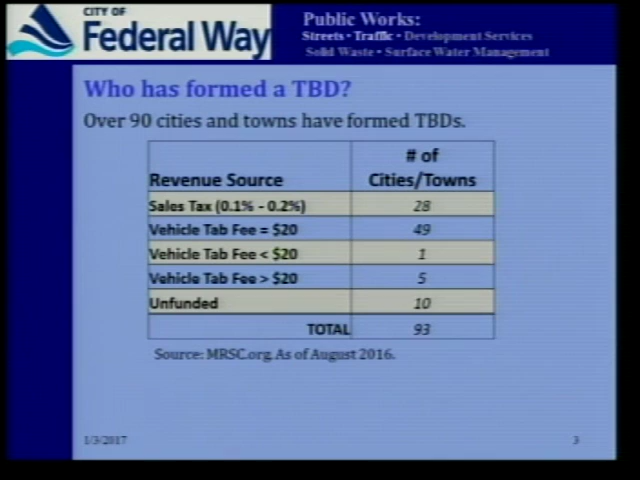 CITY OF
Federal Way
Public Works:
Streets • Traffic • Development Services
Solid Waste • Surface Water Management
Who has formed a TBD?
Over 90 cities and towns have formed TBDs.
Revenue Source # of Cities/Towns
Sales Tax (0.1% - 0.2%) 28
Vehicle Tab Fee = $20 49
Vehicle Tab Fee < $20 1
Vehicle Tab Fee > $20 5
Unfunded 10
TOTAL 93
Source: MRSC.org. As of August 2016.
1/3/2017 3